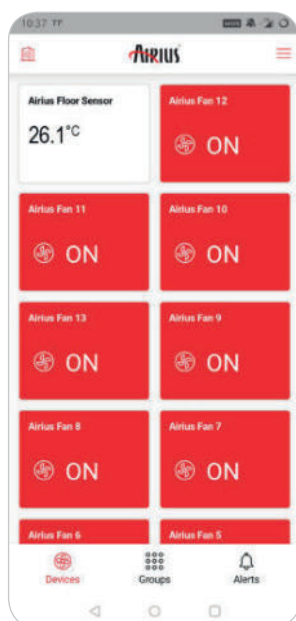 10:37
AIRIUS
Airius Floor Sensor
26.1°C
Airius Fan 12
ON
Airius Fan 11
ON
Airius Fan 10
ON
Airius Fan 13
ON
Airius Fan 9
ON
Airius Fan 8
ON
Airius Fan 7
ON
Airius Fan 6
Airius Fan 5
Devices
Groups
Alerts